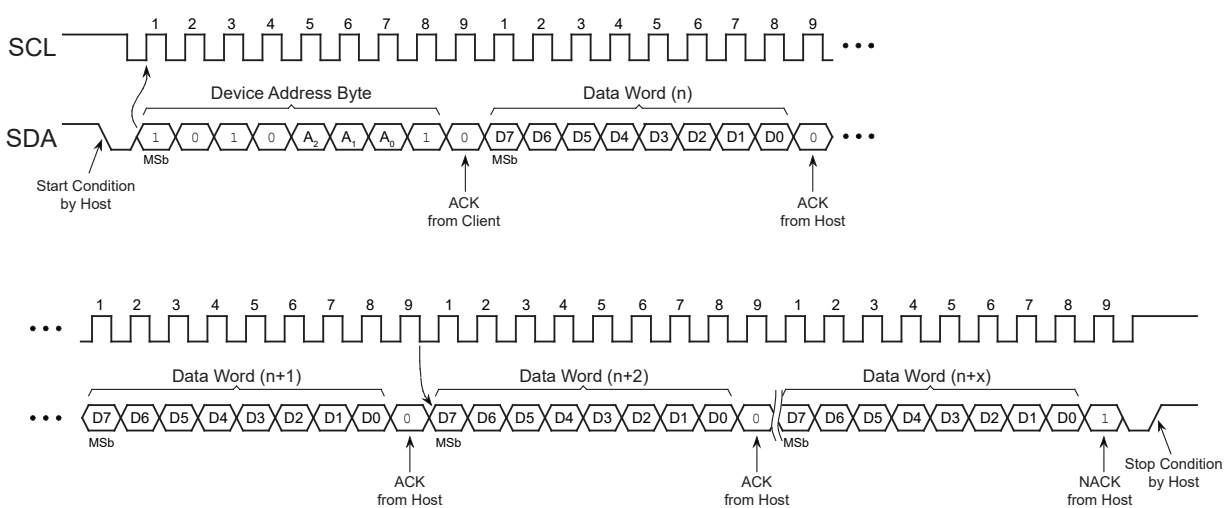 1 2 3 4 5 6 7 8 9 1 2 3 4 5 6 7 8 9
SCL
Device Address Byte Data Word (n)
SDA 1 0 1 0 A2 A1 A0 1 0 D7 D6 D5 D4 D3 D2 D1 D0 0
MSb MSb
Start Condition
by Host
ACK
from Client
ACK
from Host
1 2 3 4 5 6 7 8 9 1 2 3 4 5 6 7 8 9 1 2 3 4 5 6 7 8 9
Data Word (n+1) Data Word (n+2) Data Word (n+x)
D7 D6 D5 D4 D3 D2 D1 D0 0 D7 D6 D5 D4 D3 D2 D1 D0 0 D7 D6 D5 D4 D3 D2 D1 D0 1
MSb MSb MSb
ACK
from Host
ACK
from Host
NACK
from Host
Stop Condition
by Host